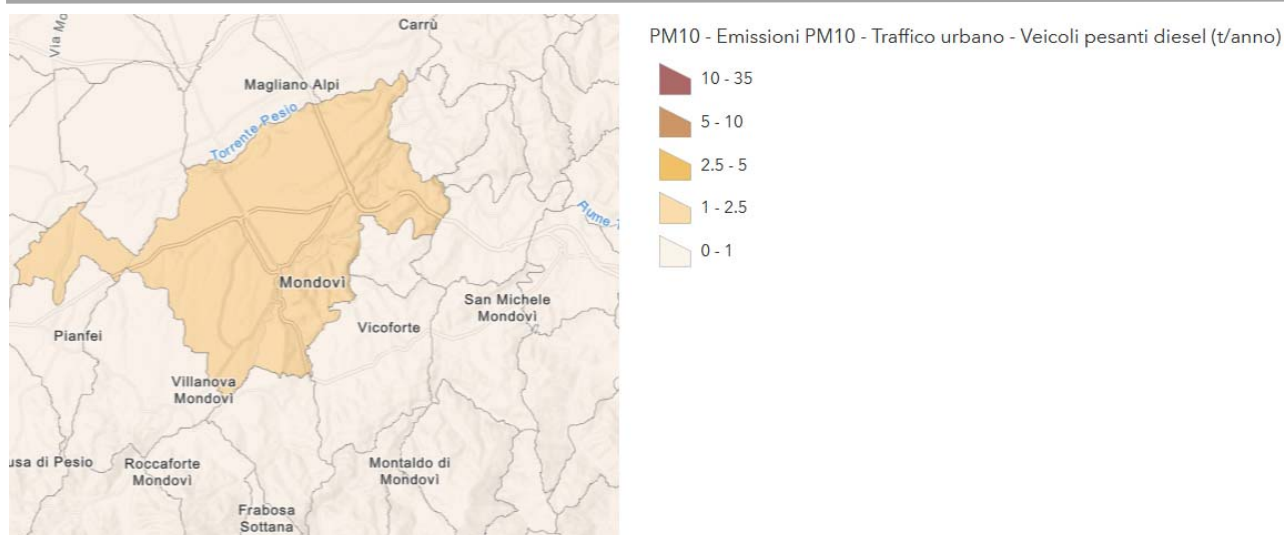 Carrù
Via Mo
Magliano Alpi
Torrente Pesio
Fiume T
Mondovì
San Michele
Mondovì
Vicoforte
Pianfei
Villanova
Mondovì
usa di Pesio
Roccaforte
Mondovì
Montaldo di
Mondovì
Frabosa
Sottana
PM10 - Emissioni PM10 - Traffico urbano - Veicoli pesanti diesel (t/anno)
10 - 35
5 - 10
2.5 - 5
1 - 2.5
0 - 1